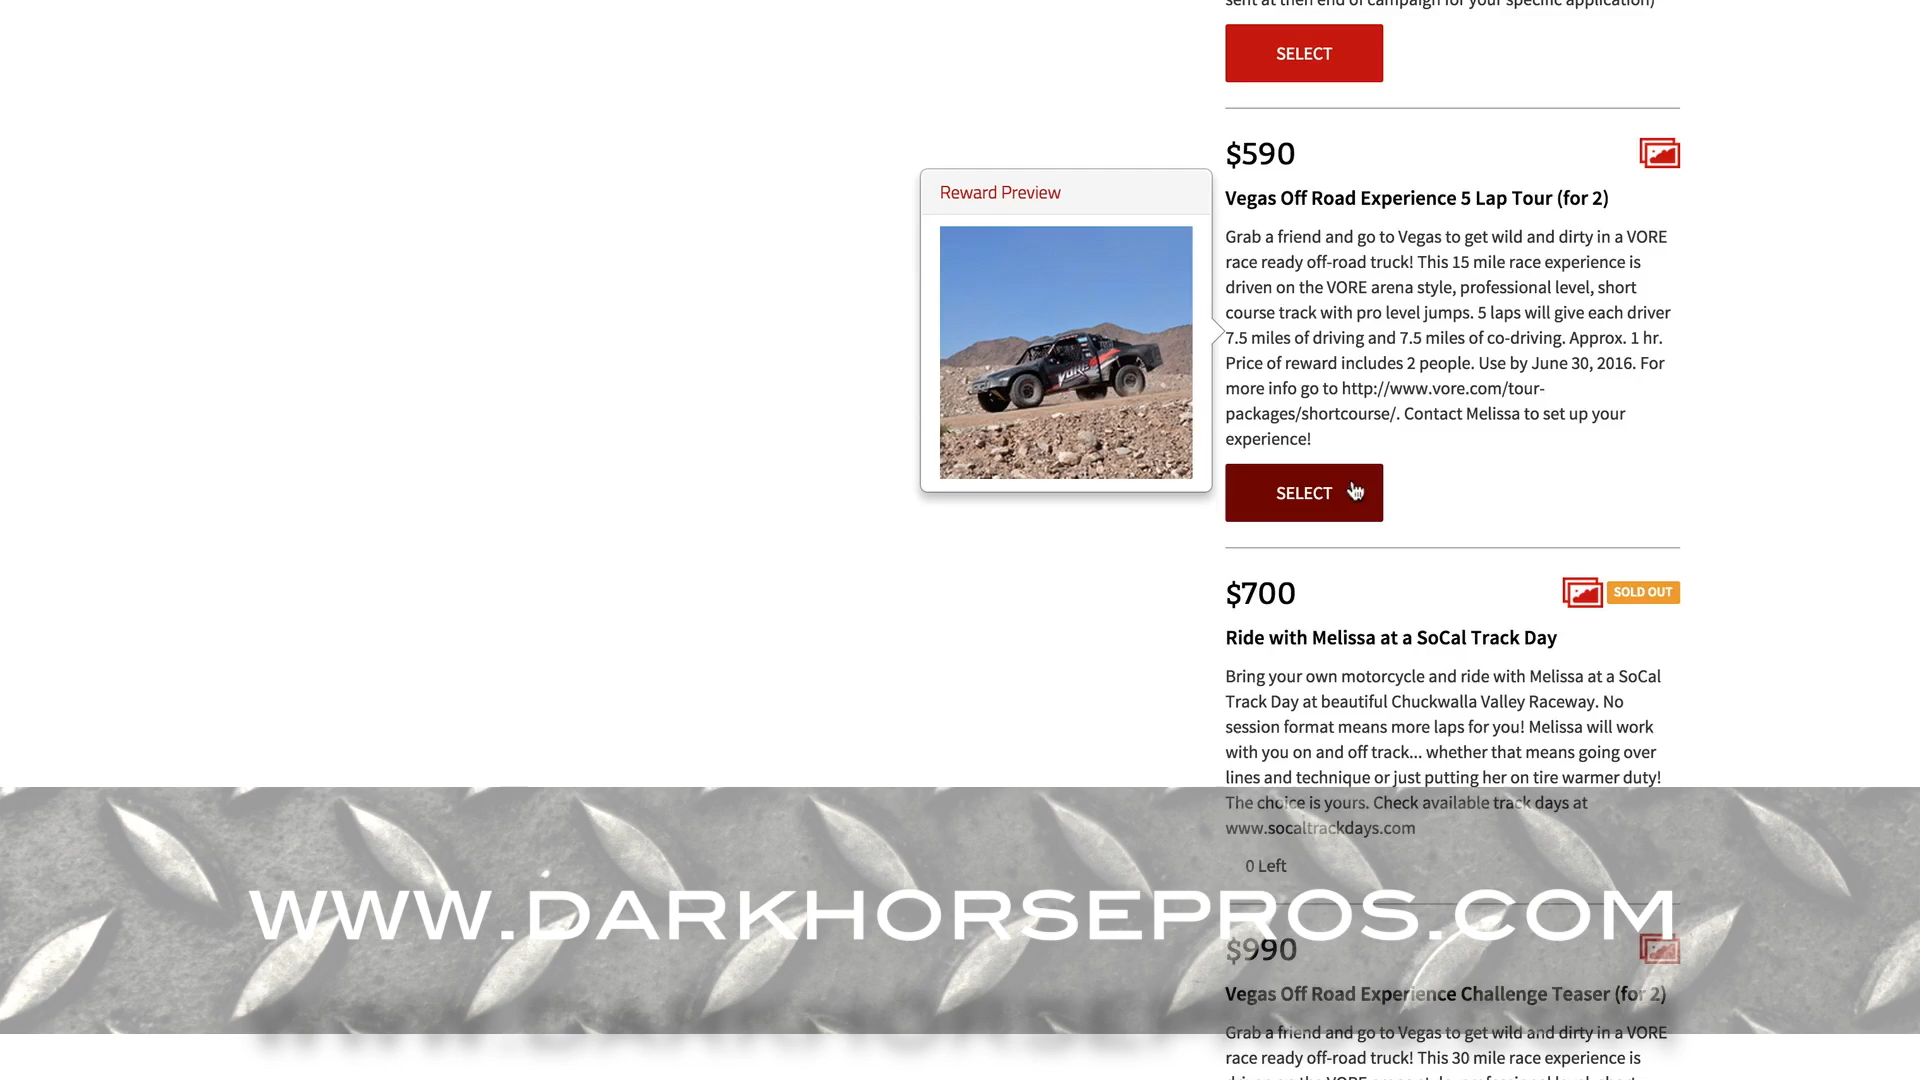 sent at then end of campaign for your specific application)
SELECT
$590
Reward Preview
VORE
Vegas Off Road Experience 5 Lap Tour (for 2)
Grab a friend and go to Vegas to get wild and dirty in a VORE
race ready off-road truck! This 15 mile race experience is
driven on the VORE arena style, professional level, short
course track with pro level jumps. 5 laps will give each driver
7.5 miles of driving and 7.5 miles of co-driving. Approx. 1 hr.
Price of reward includes 2 people. Use by June 30, 2016. For
more info go to http://www.vore.com/tour-
packages/shortcourse/. Contact Melissa to set up your
experience!
SELECT
$700
SOLD OUT
Ride with Melissa at a SoCal Track Day
Bring your own motorcycle and ride with Melissa at a SoCal
Track Day at beautiful Chuckwalla Valley Raceway. No
session format means more laps for you! Melissa will work
with you on and off track... whether that means going over
lines and technique or just putting her on tire warmer duty!
The choice is yours. Check available track days at
www.socaltrackdays.com
0 Left
WWW.DARKHORSEPROS.COM
$990
Vegas Off Road Experience Challenge Teaser (for 2)
Grab a friend and go to Vegas to get wild and dirty in a VORE
race ready off-road truck! This 30 mile race experience is